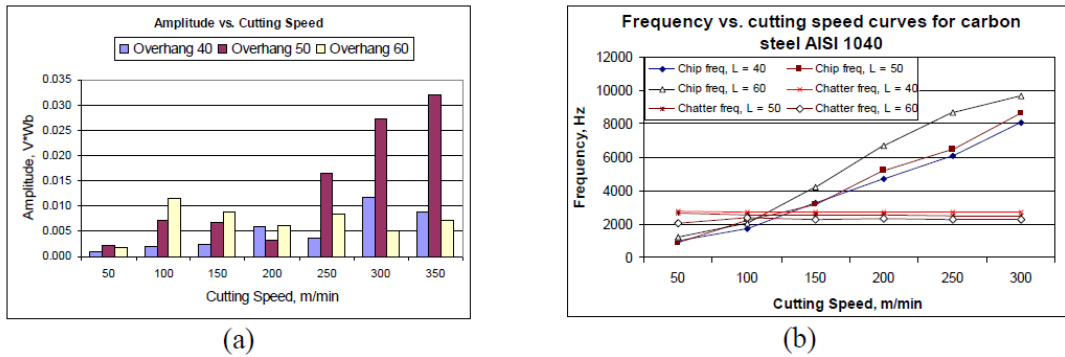 Amplitude vs. Cutting Speed
Overhang 40 Overhang 50 Overhang 60
Amplitude, V*Wb
0.035
0.030
0.025
0.020
0.015
0.010
0.005
0.000
50 100 150 200 250 300 350
Cutting Speed, m/min
(a)
Frequency vs. cutting speed curves for carbon
steel AISI 1040
Chip freq, L = 40 Chip freq, L = 50
Chip freq, L = 60 Chatter freq, L = 40
Chatter freq, L = 50 Chatter freq, L = 60
Frequency, Hz
12000
10000
8000
6000
4000
2000
0
50 100 150 200 250 300
Cutting Speed, m/min
(b)